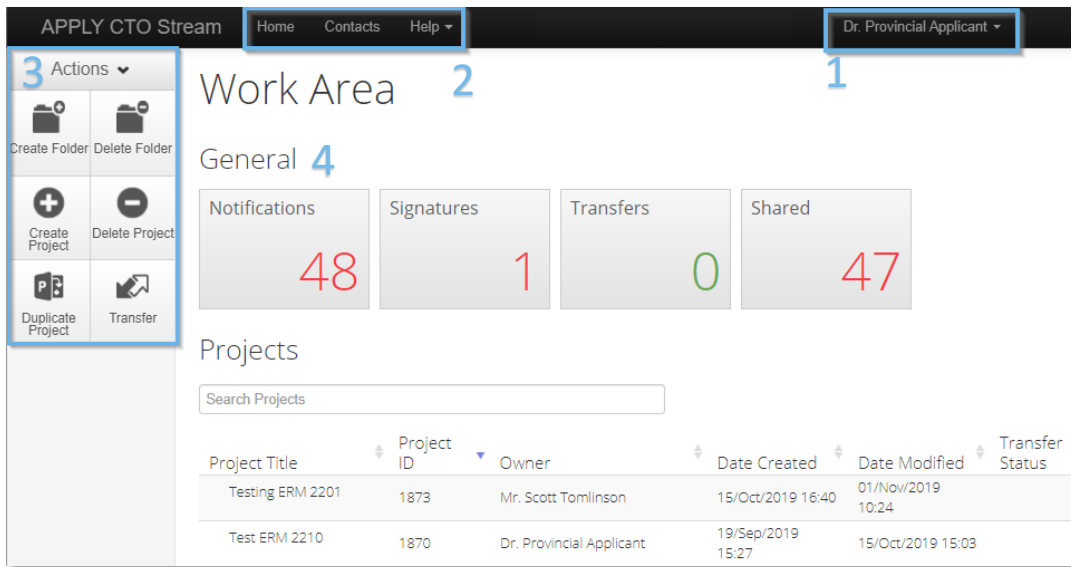 APPLY CTO Stream Home Contacts Help Dr. Provincial Applicant
3 Actions 2 1
Work Area
Create Folder Delete Folder
General 4
Create Project Delete Project
Notifications Signatures Transfers Shared
48 1 0 47
Duplicate Project Transfer
Projects
Search Projects
Project Title Project ID Owner Date Created Date Modified Transfer Status
Testing ERM 2201 1873 Mr. Scott Tomlinson 15/Oct/2019 16:40 01/Nov/2019 10:24
Test ERM 2210 1870 Dr. Provincial Applicant 19/Sep/2019 15:27 15/Oct/2019 15:03